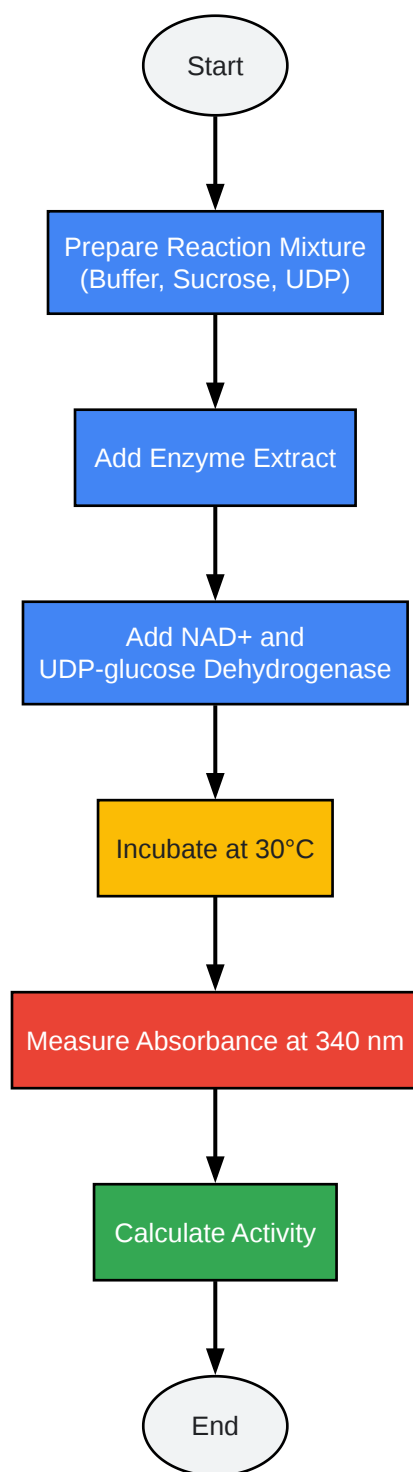 Start
Prepare Reaction Mixture
(Buffer, Sucrose, UDP)
Add Enzyme Extract
Add NAD+ and
UDP-glucose Dehydrogenase
Incubate at 30°C
Measure Absorbance at 340 nm
Calculate Activity
End